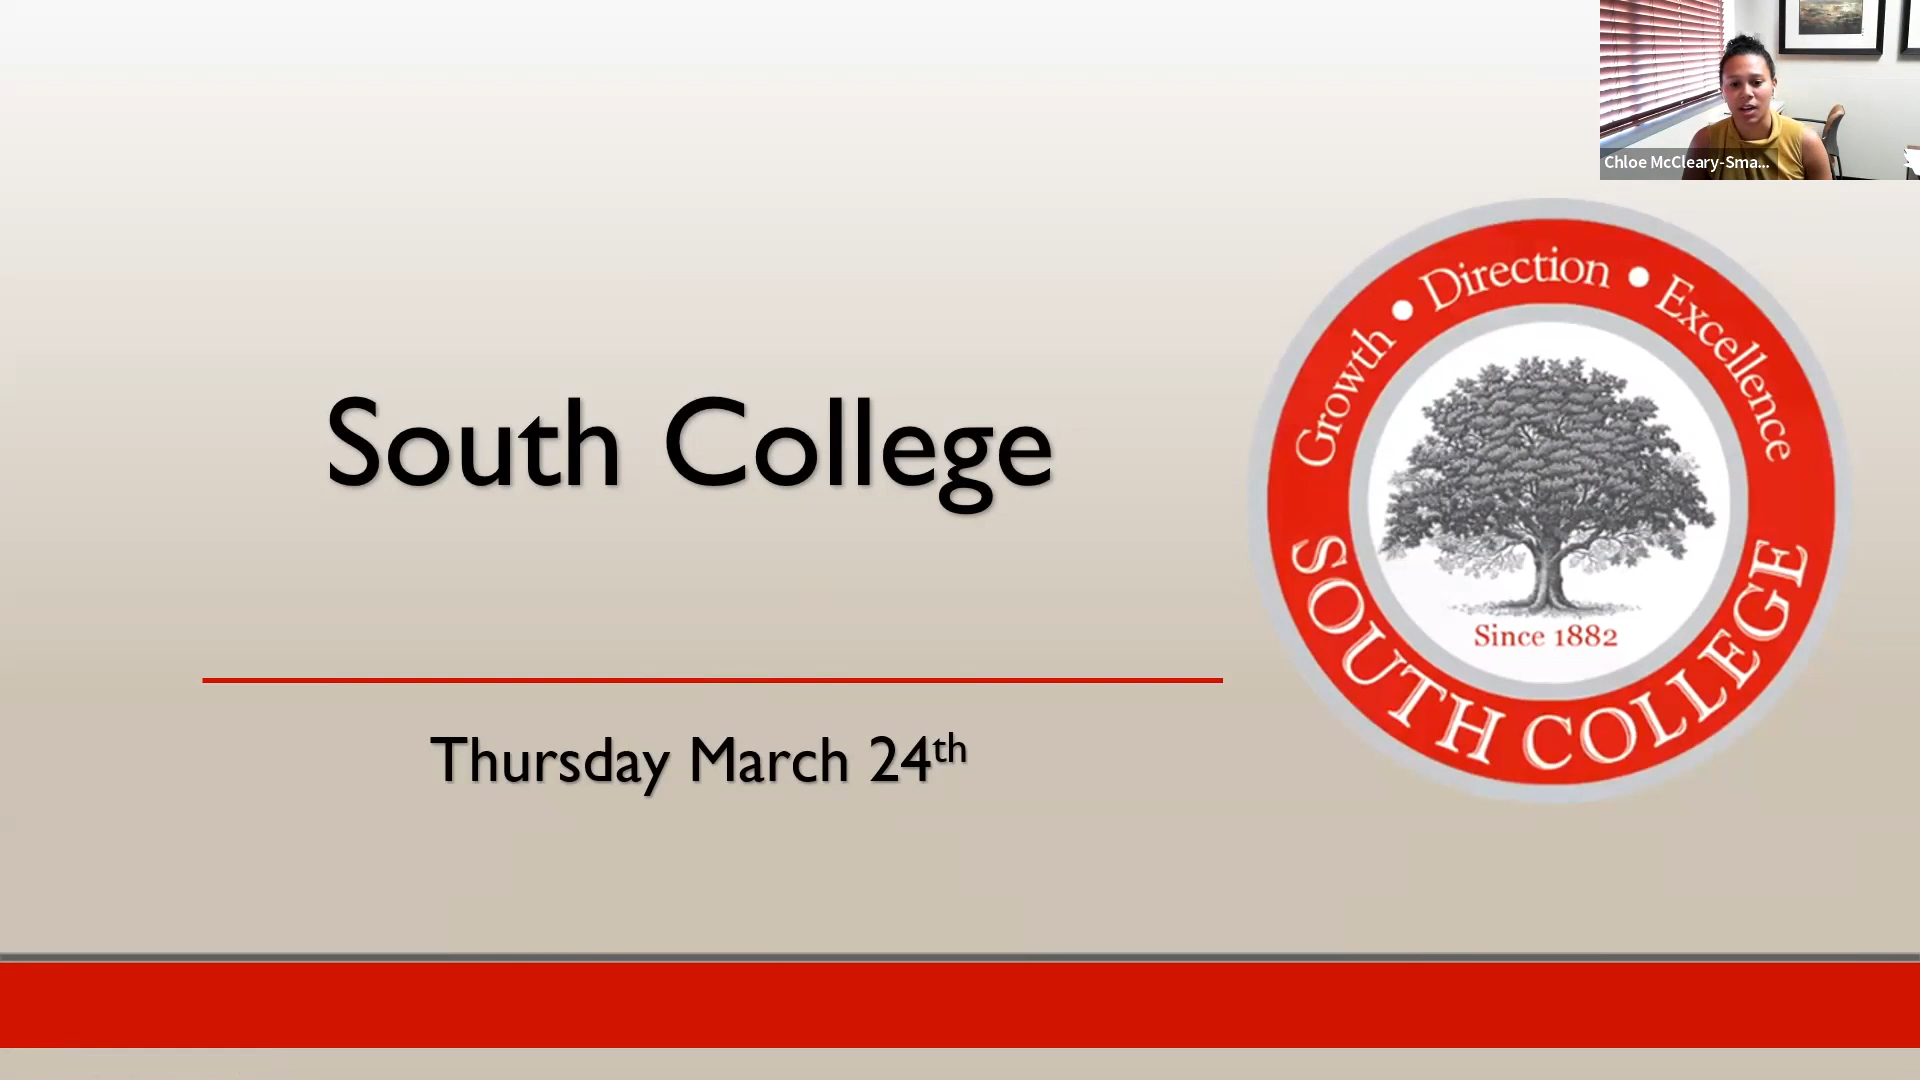 Chloe McCleary-Sma...
Growth • Direction • Excellence
South College
Since 1882
SOUTH COLLEGE
Thursday March 24th